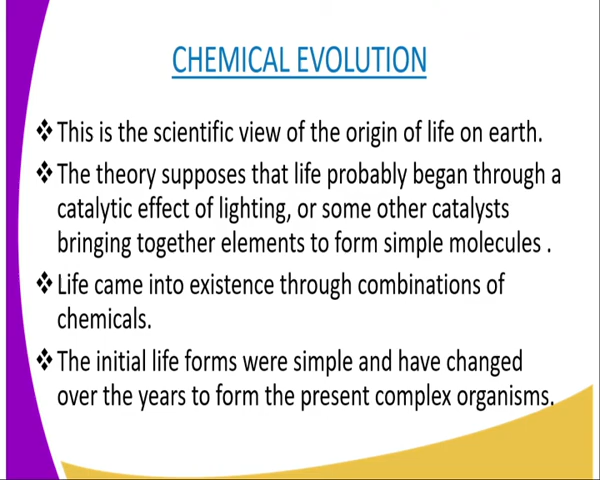 CHEMICAL EVOLUTION
❖This is the scientific view of the origin of life on earth.
❖The theory supposes that life probably began through a
catalytic effect of lighting, or some other catalysts
bringing together elements to form simple molecules .
❖Life came into existence through combinations of
chemicals.
❖The initial life forms were simple and have changed
over the years to form the present complex organisms.